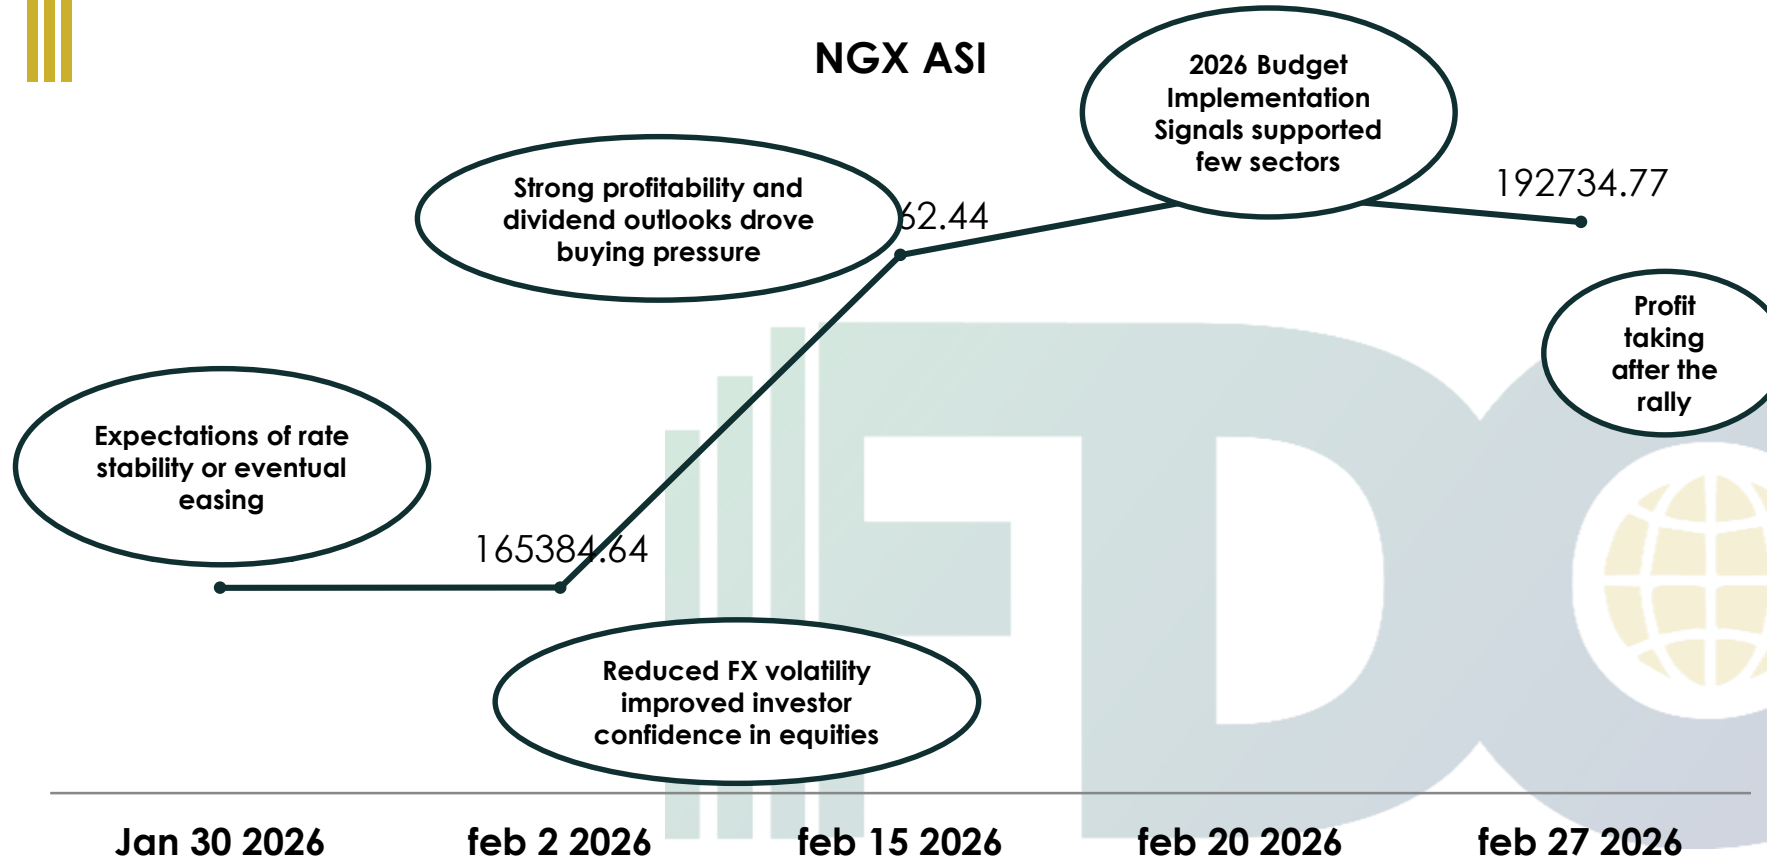 NGX ASI
2026 Budget
Implementation
Signals supported
few sectors
Strong profitability and
dividend outlooks drove
buying pressure
62.44
192734.77
Profit
taking
after the
rally
Expectations of rate
stability or eventual
easing
165384.64
Reduced FX volatility
improved investor
confidence in equities
FDC
Jan 30 2026
feb 2 2026
feb 15 2026
feb 20 2026
feb 27 2026